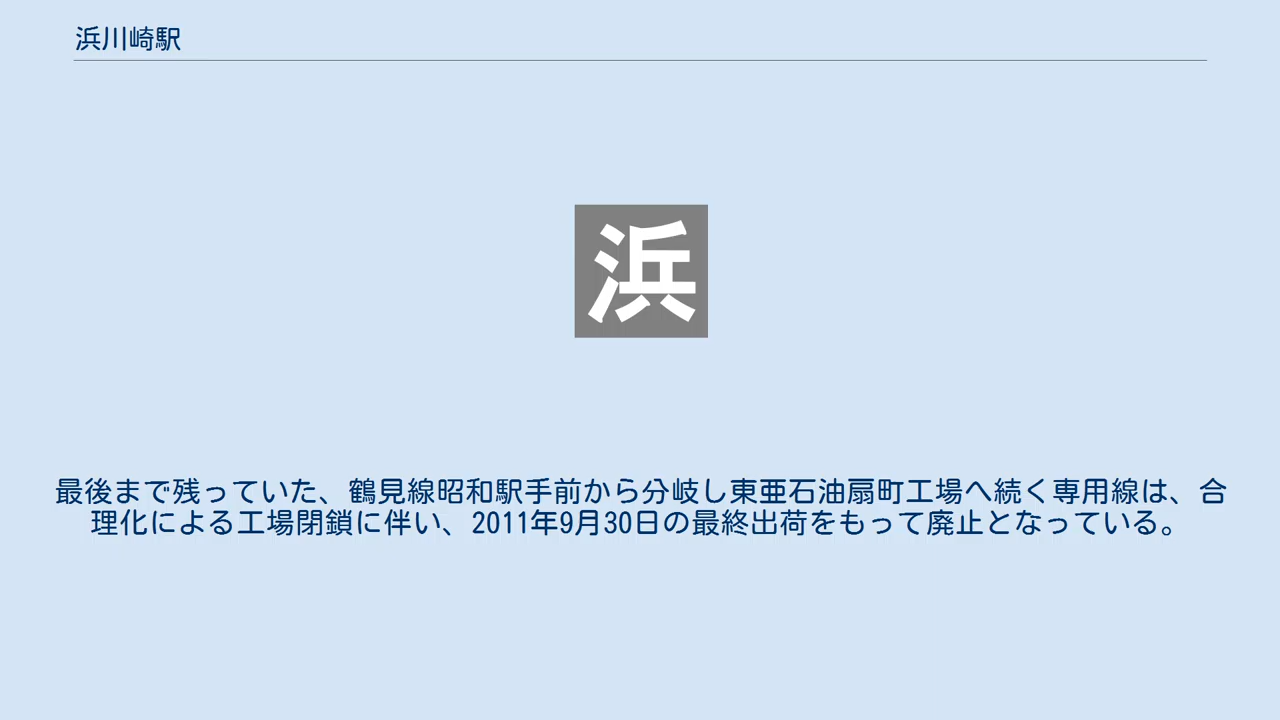 浜川崎駅
浜
最後まで残っていた、鶴見線昭和駅手前から分岐し東亜石油扇町工場へ続く専用線は、合
理化による工場閉鎖に伴い、2011年9月30日の最終出荷をもって廃止となっている。